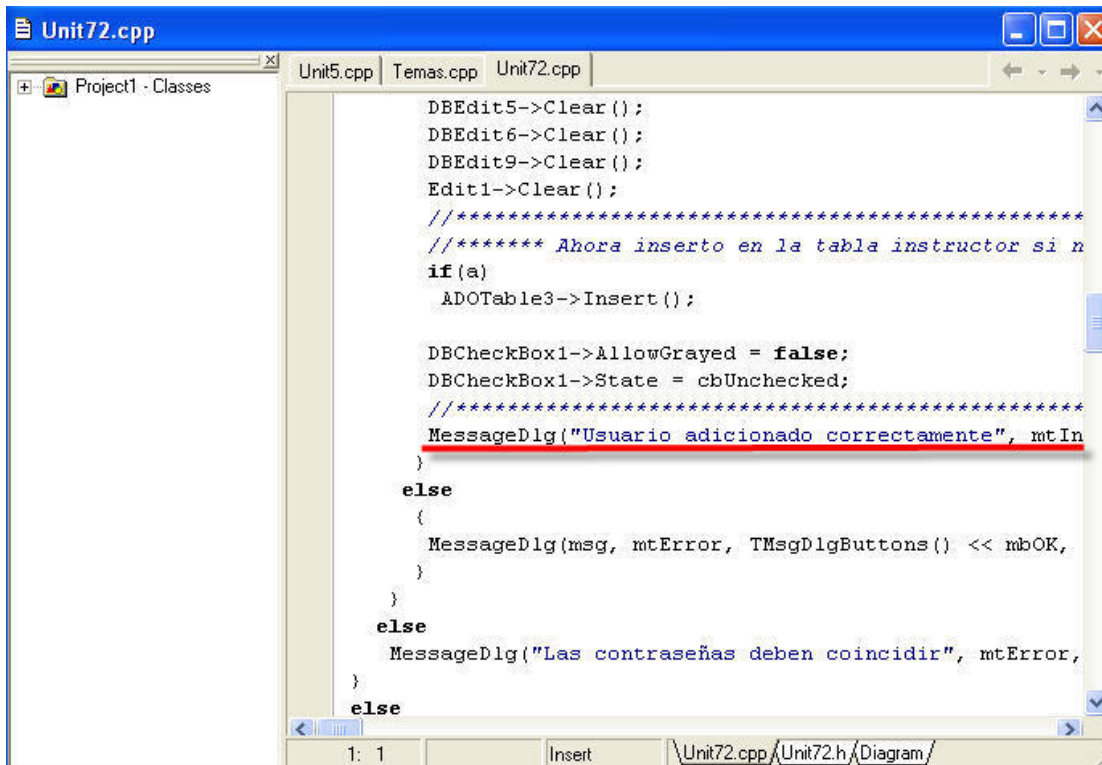 Unit72.cpp
Project1 - Classes
Unit5.cpp Temas.cpp Unit72.cpp
DBEdit5->Clear();
DBEdit6->Clear();
DBEdit9->Clear();
Edit1->Clear();
//*************************************************
//******* Ahora inserto en la tabla instructor si n
if(a)
ADOTable3->Insert();
DBCheckBox1->AllowGrayed = false;
DBCheckBox1->State = cbUnchecked;
//*************************************************
MessageDlg("Usuario adicionado correctamente", mtIn
}
else
{
MessageDlg(msg, mtError, TMsgDlgButtons() << mbOK,
}
}
else
MessageDlg("Las contraseñas deben coincidir", mtError,
}
else
1: 1 Insert \Unit72.cpp/Unit72.h/Diagram/